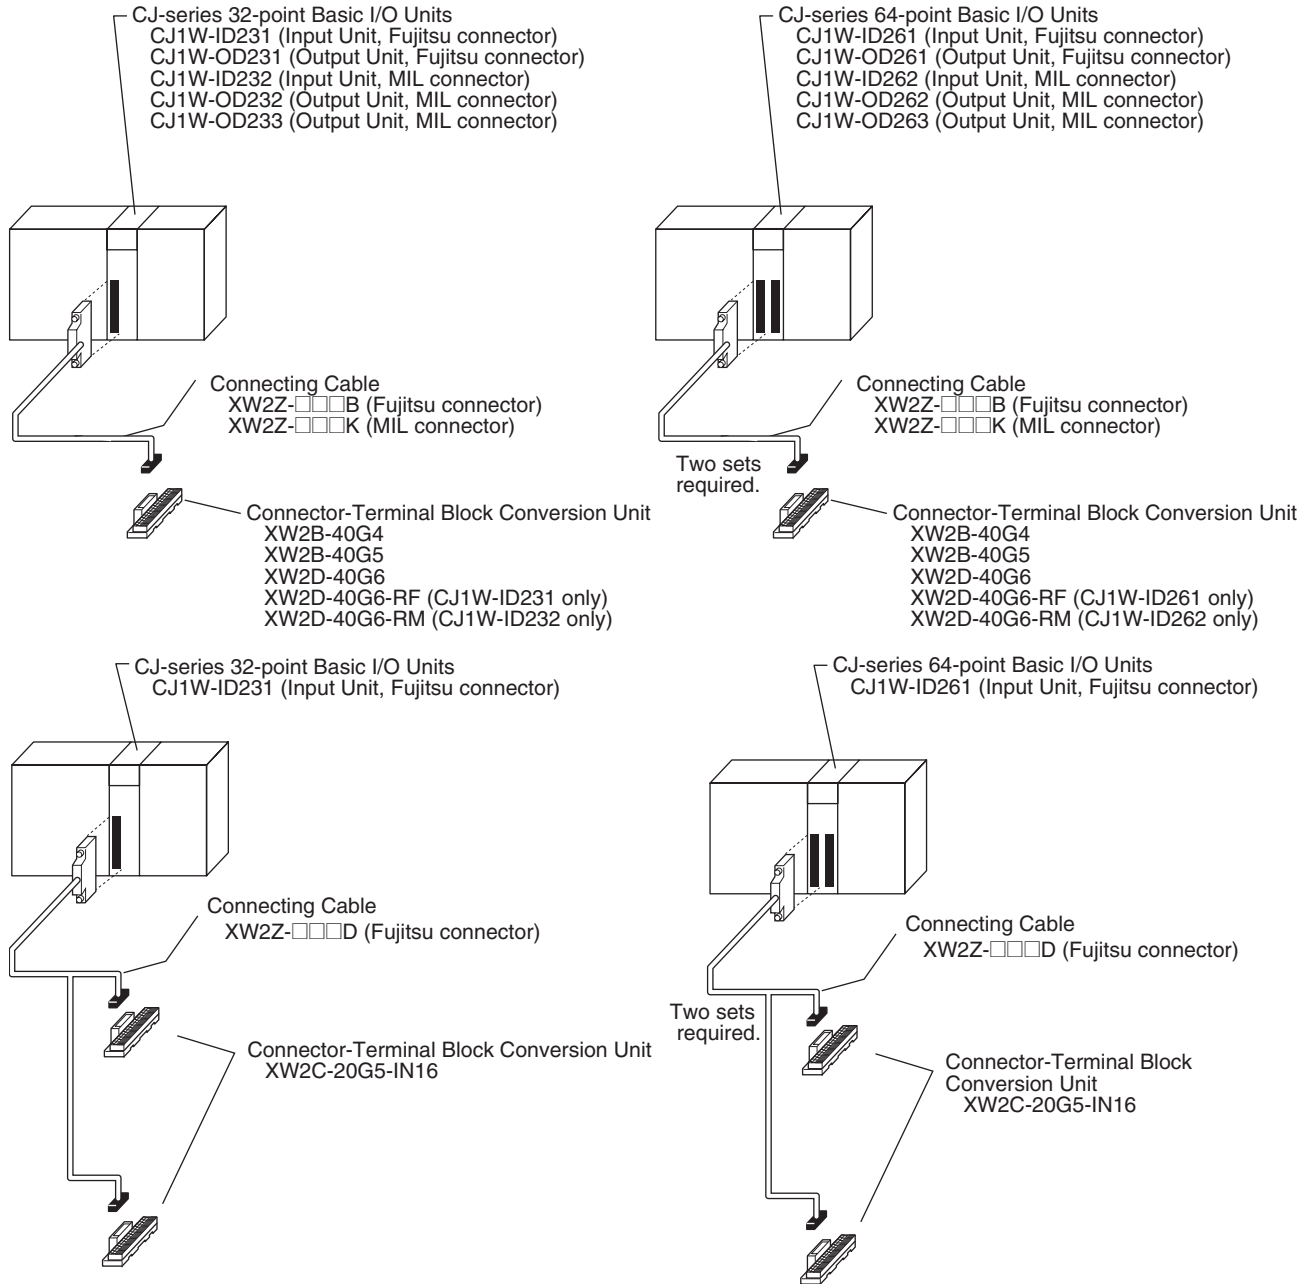 CJ-series 32-point Basic I/O Units
CJ1W-ID231 (Input Unit, Fujitsu connector)
CJ1W-OD231 (Output Unit, Fujitsu connector)
CJ1W-ID232 (Input Unit, MIL connector)
CJ1W-OD232 (Output Unit, MIL connector)
CJ1W-OD233 (Output Unit, MIL connector)
Connecting Cable
XW2Z-□□□B (Fujitsu connector)
XW2Z-□□□K (MIL connector)
Connector-Terminal Block Conversion Unit
XW2B-40G4
XW2B-40G5
XW2D-40G6
XW2D-40G6-RF (CJ1W-ID231 only)
XW2D-40G6-RM (CJ1W-ID232 only)
CJ-series 64-point Basic I/O Units
CJ1W-ID261 (Input Unit, Fujitsu connector)
CJ1W-OD261 (Output Unit, Fujitsu connector)
CJ1W-ID262 (Input Unit, MIL connector)
CJ1W-OD262 (Output Unit, MIL connector)
CJ1W-OD263 (Output Unit, MIL connector)
Connecting Cable
XW2Z-□□□B (Fujitsu connector)
XW2Z-□□□K (MIL connector)
Two sets
required.
Connector-Terminal Block Conversion Unit
XW2B-40G4
XW2B-40G5
XW2D-40G6
XW2D-40G6-RF (CJ1W-ID261 only)
XW2D-40G6-RM (CJ1W-ID262 only)
CJ-series 32-point Basic I/O Units
CJ1W-ID231 (Input Unit, Fujitsu connector)
Connecting Cable
XW2Z-□□□D (Fujitsu connector)
Connector-Terminal Block Conversion Unit
XW2C-20G5-IN16
CJ-series 64-point Basic I/O Units
CJ1W-ID261 (Input Unit, Fujitsu connector)
Connecting Cable
XW2Z-□□□D (Fujitsu connector)
Two sets
required.
Connector-Terminal Block
Conversion Unit
XW2C-20G5-IN16